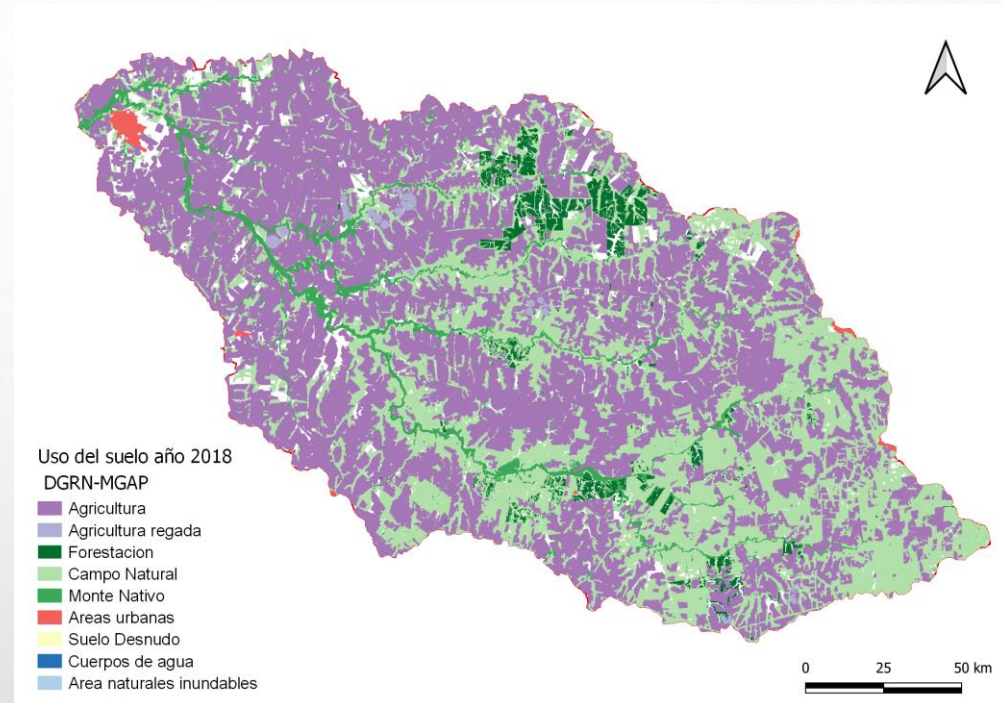 Uso del suelo año 2018
DGRN-MGAP
Agricultura
Agricultura regada
Forestacion
Campo Natural
Monte Nativo
Areas urbanas
Suelo Desnudo
Cuerpos de agua
Area naturales inundables
0 25 50 km